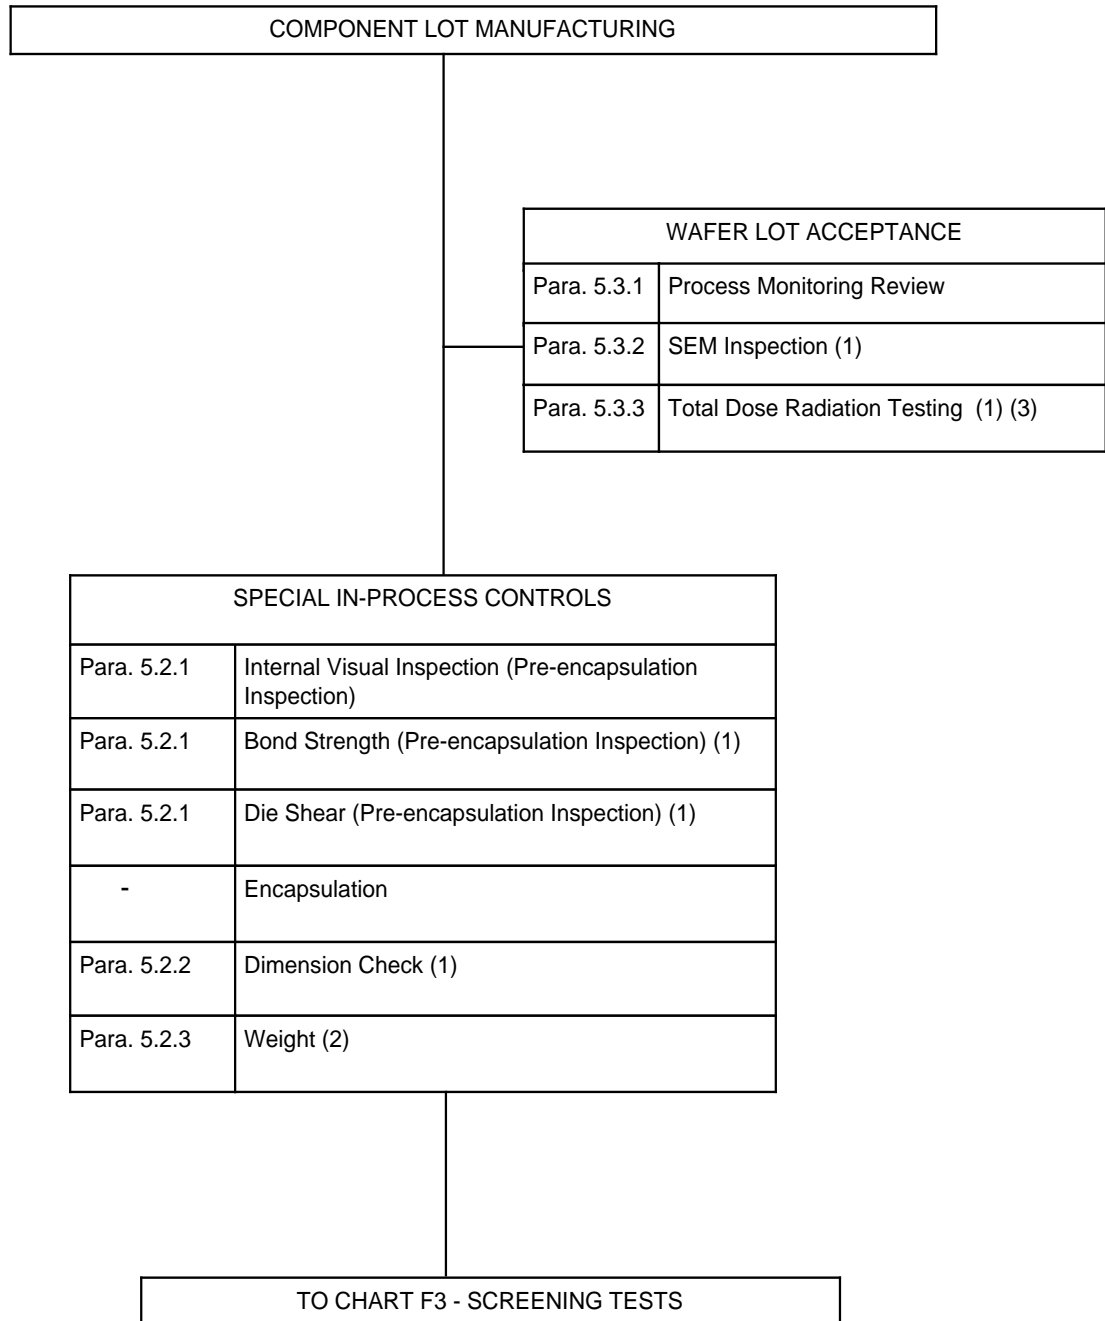 COMPONENT LOT MANUFACTURING
WAFER LOT ACCEPTANCE
Para. 5.3.1 Process Monitoring Review
Para. 5.3.2 SEM Inspection (1)
Para. 5.3.3 Total Dose Radiation Testing (1) (3)
SPECIAL IN-PROCESS CONTROLS
Para. 5.2.1 Internal Visual Inspection (Pre-encapsulation
Inspection)
Para. 5.2.1 Bond Strength (Pre-encapsulation Inspection) (1)
Para. 5.2.1 Die Shear (Pre-encapsulation Inspection) (1)
- Encapsulation
Para. 5.2.2 Dimension Check (1)
Para. 5.2.3 Weight (2)
TO CHART F3 - SCREENING TESTS